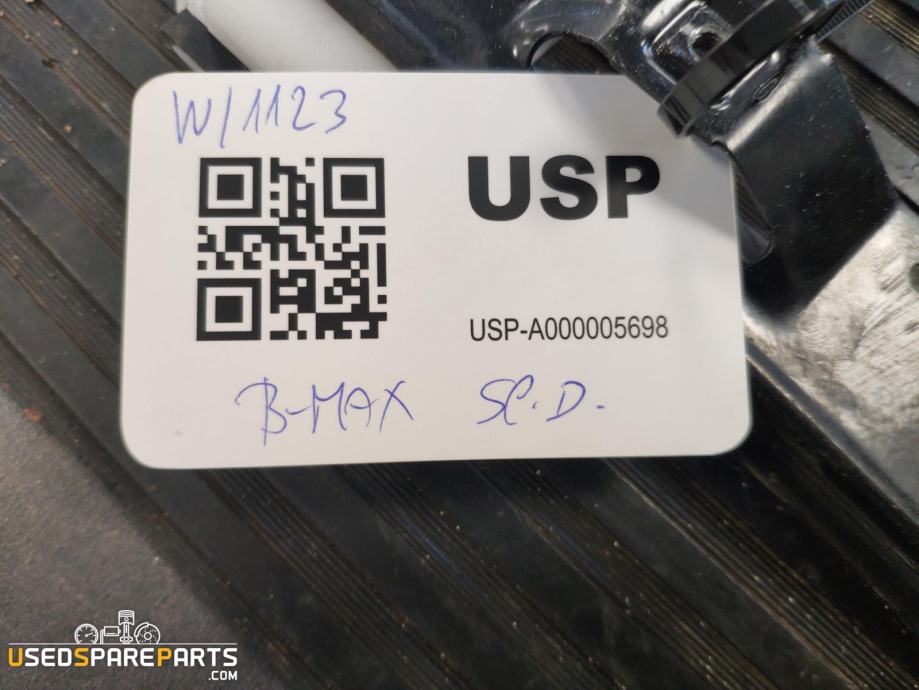 W/1123
USP
USP-A000005698
B-MAX SC.D.
USEDSPAREPARTS
.COM